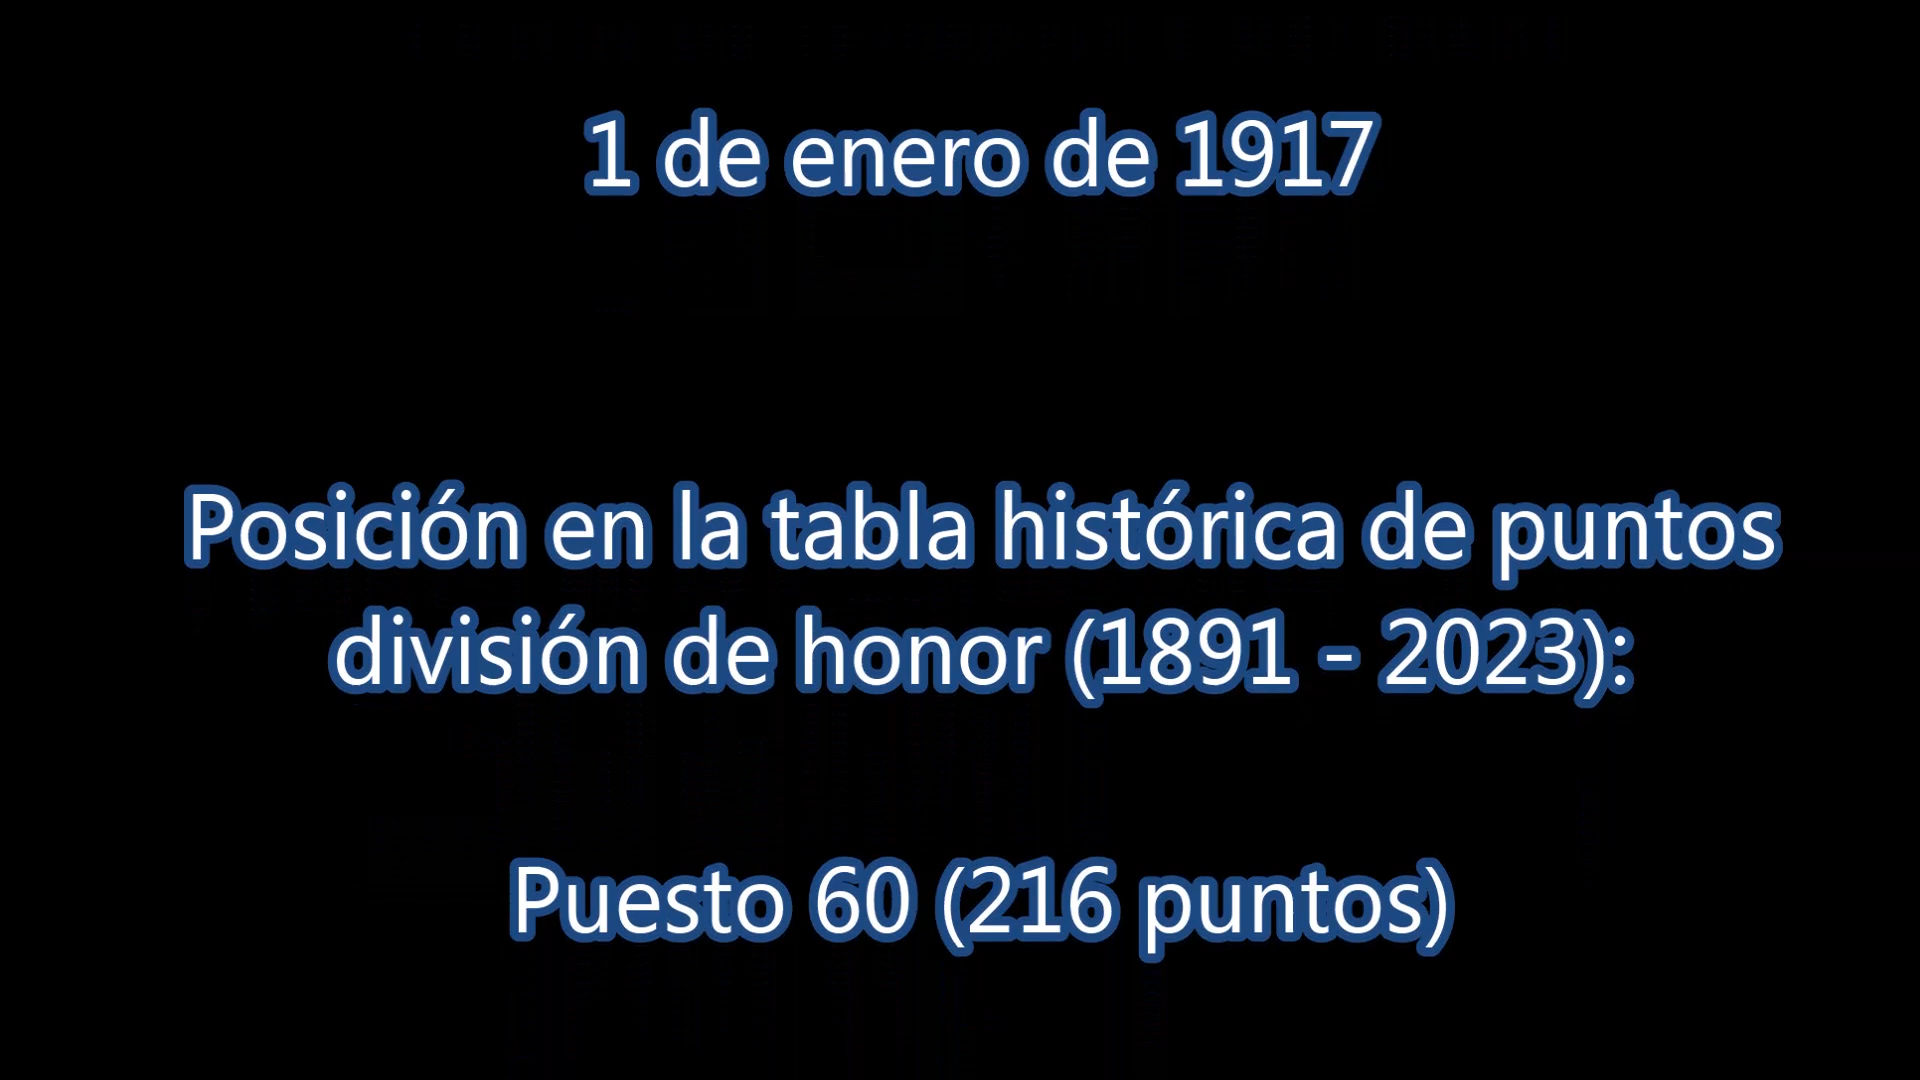 1 de enero de 1917
Posición en la tabla histórica de puntos
división de honor (1891 - 2023):
Puesto 60 (216 puntos)